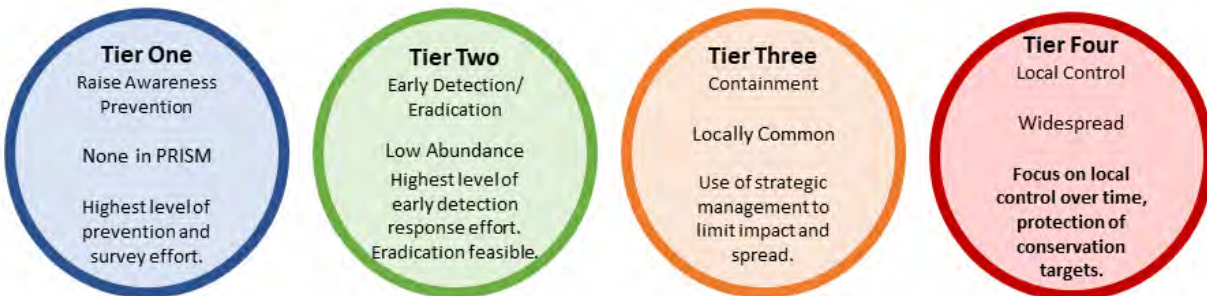 Tier One
Raise Awareness
Prevention
None in PRISM
Highest level of
prevention and
survey effort.
Tier Two
Early Detection/
Eradication
Low Abundance
Highest level of
early detection
response effort.
Eradication feasible.
Tier Three
Containment
Locally Common
Use of strategic
management to
limit impact and
spread.
Tier Four
Local Control
Widespread
Focus on local
control over time,
protection of
conservation
targets.